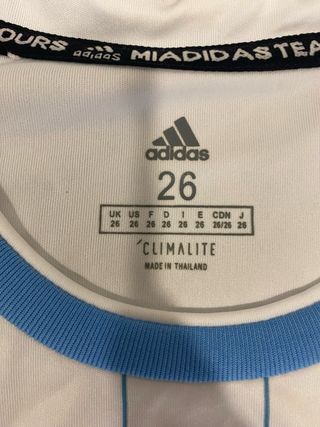 OURS adidas MIADIDASTEA
adidas
26
UK US F D I E CDN J
26 26 26 26 26 26 26/26 26
CLIMALITE
MADE IN THAILAND